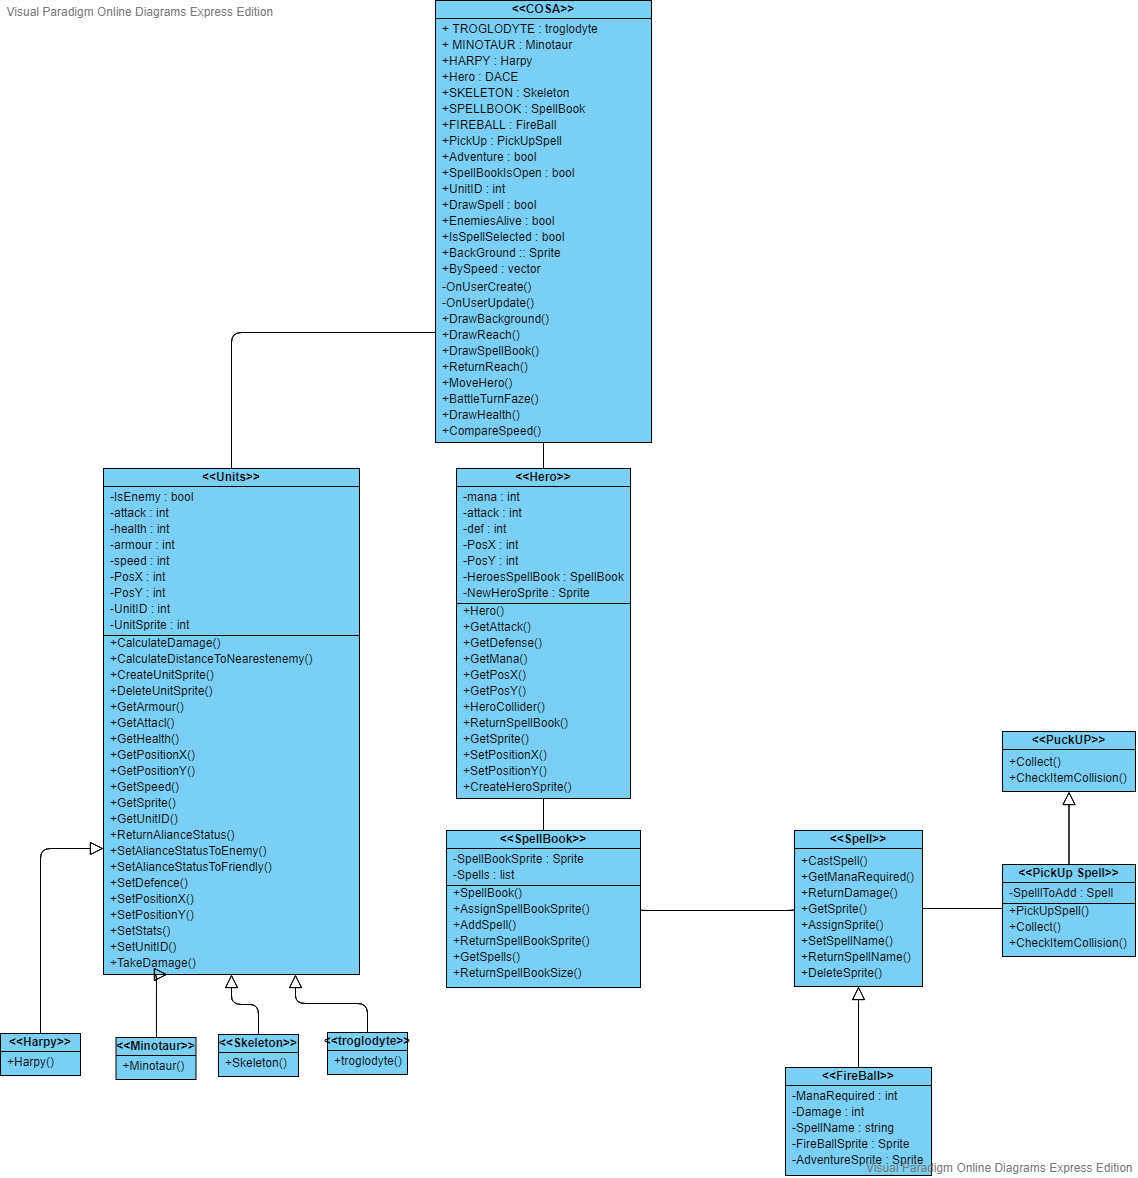 Visual Paradigm Online Diagrams Express Edition
<<COSA>>
+ TROGLODYTE : troglodyte
+ MINOTAUR : Minotaur
+HARPY : Harpy
+Hero : DACE
+SKELETON : Skeleton
+SPELLBOOK : SpellBook
+FIREBALL : FireBall
+PickUp : PickUpSpell
+Adventure : bool
+SpellBookIsOpen : bool
+UnitID : int
+DrawSpell : bool
+EnemiesAlive : bool
+IsSpellSelected : bool
+BackGround :: Sprite
+BySpeed : vector
-OnUserCreate()
-OnUserUpdate()
+DrawBackground()
+DrawReach()
+DrawSpellBook()
+ReturnReach()
+MoveHero()
+BattleTurnFaze()
+DrawHealth()
+CompareSpeed()
<<Units>>
-IsEnemy : bool
-attack : int
-health : int
-armour : int
-speed : int
-PosX : int
-PosY : int
-UnitID : int
-UnitSprite : int
+CalculateDamage()
+CalculateDistanceToNearestenemy()
+CreateUnitSprite()
+DeleteUnitSprite()
+GetArmour()
+GetAttacl()
+GetHealth()
+GetPositionX()
+GetPositionY()
+GetSpeed()
+GetSprite()
+GetUnitID()
+ReturnAlianceStatus()
+SetAlianceStatusToEnemy()
+SetAlianceStatusToFriendly()
+SetDefence()
+SetPositionX()
+SetPositionY()
+SetStats()
+SetUnitID()
+TakeDamage()
<<Hero>>
-mana : int
-attack : int
-def : int
-PosX : int
-PosY : int
-HeroesSpellBook : SpellBook
-NewHeroSprite : Sprite
+Hero()
+GetAttack()
+GetDefense()
+GetMana()
+GetPosX()
+GetPosY()
+HeroCollider()
+ReturnSpellBook()
+GetSprite()
+SetPositionX()
+SetPositionY()
+CreateHeroSprite()
<<PuckUP>>
+Collect()
+CheckItemCollision()
<<SpellBook>>
-SpellBookSprite : Sprite
-Spells : list
+SpellBook()
+AssignSpellBookSprite()
+AddSpell()
+ReturnSpellBookSprite()
+GetSpells()
+ReturnSpellBookSize()
<<Spell>>
+CastSpell()
+GetManaRequired()
+ReturnDamage()
+GetSprite()
+AssignSprite()
+SetSpellName()
+ReturnSpellName()
+DeleteSprite()
<<PickUp Spell>>
-SpellIToAdd : Spell
+PickUpSpell()
+Collect()
+CheckItemCollision()
<<Harpy>>
+Harpy()
<<Minotaur>>
+Minotaur()
<<Skeleton>>
+Skeleton()
<<troglodyte>>
+troglodyte()
<<FireBall>>
-ManaRequired : int
-Damage : int
-SpellName : string
-FireBallSprite : Sprite
-AdventureSprite : Sprite
Visual Paradigm Online Diagrams Express Edition